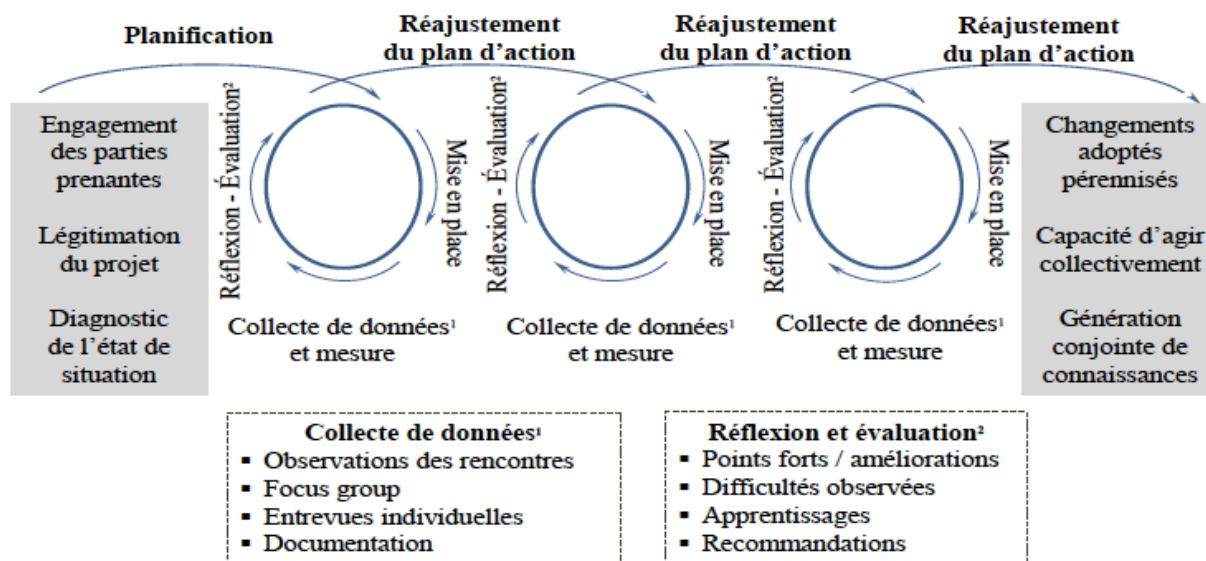 Planification
Réajustement
du plan d’action
Réajustement
du plan d’action
Réajustement
du plan d’action
Engagement
des parties
prenantes
Légitimation
du projet
Diagnostic
de l’état de
situation
Réflexion - Évaluation²
Mise en place
Collecte de données¹
et mesure
Réflexion - Évaluation²
Mise en place
Collecte de données¹
et mesure
Réflexion - Évaluation²
Mise en place
Collecte de données¹
et mesure
Changements
adoptés
pérennisés
Capacité d’agir
collectivement
Génération
conjointe de
connaissances
Collecte de données¹
▪ Observations des rencontres
▪ Focus group
▪ Entrevues individuelles
▪ Documentation
Réflexion et évaluation²
▪ Points forts / améliorations
▪ Difficultés observées
▪ Apprentissages
▪ Recommandations